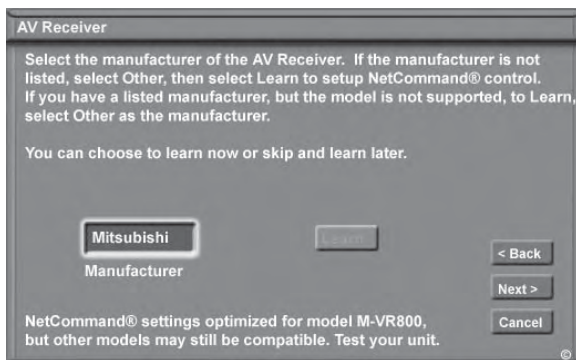 AV Receiver
Select the manufacturer of the AV Receiver. If the manufacturer is not
listed, select Other, then select Learn to setup NetCommand® control.
If you have a listed manufacturer, but the model is not supported, to Learn,
select Other as the manufacturer.
You can choose to learn now or skip and learn later.
Mitsubishi
Learn
Manufacturer
< Back
Next >
NetCommand® settings optimized for model M-VR800,
but other models may still be compatible. Test your unit.
Cancel
©